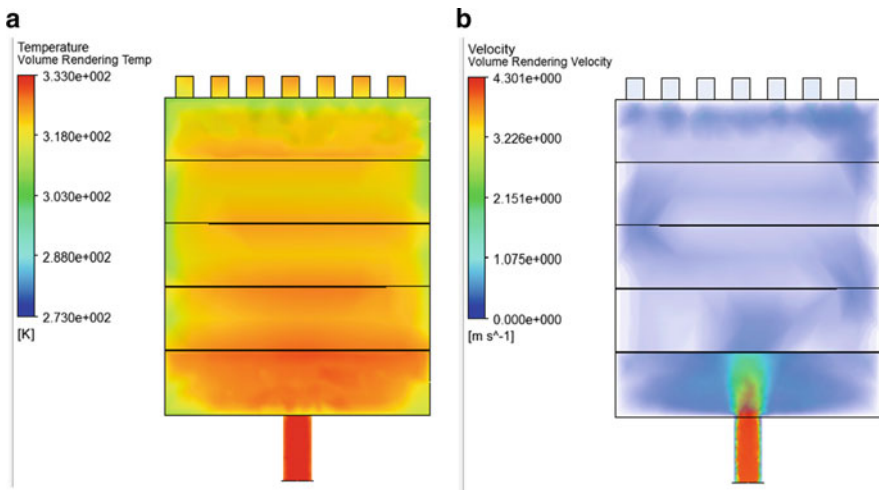 a
Temperature
Volume Rendering Temp
3.330e+002
3.180e+002
3.030e+002
2.880e+002
2.730e+002
[K]
b
Velocity
Volume Rendering Velocity
4.301e+000
3.226e+000
2.151e+000
1.075e+000
0.000e+000
[m s^-1]